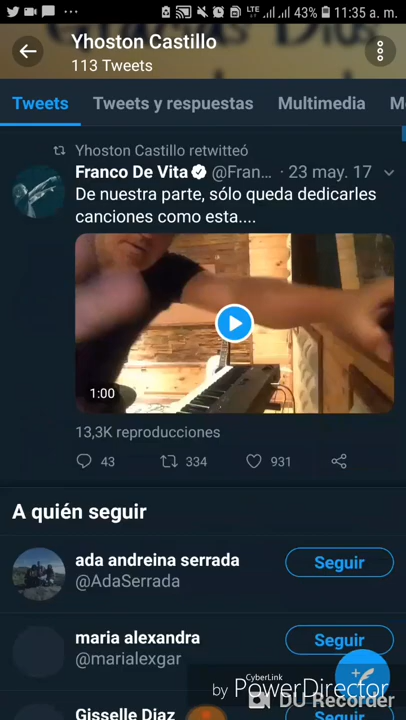 LTE 43% 11:35 a. m.
Yhoston Castillo
113 Tweets
Tweets Tweets y respuestas Multimedia M
Yhoston Castillo retwitteó
Franco De Vita @Fran... · 23 may. 17
De nuestra parte, sólo queda dedicarles
canciones como esta....
1:00
13,3K reproducciones
43 334 931
A quién seguir
ada andreina serrada
@AdaSerrada
Seguir
maria alexandra
@marialexgar
Seguir
Gisselle Diaz
Seguir
CyberLink
by PowerDirector
DU Recorder